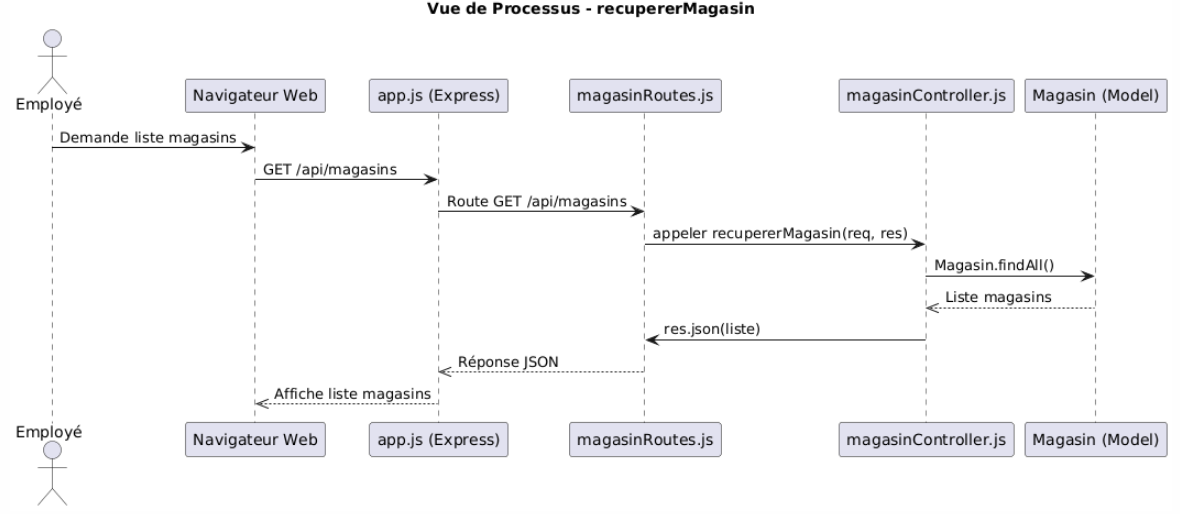 Vue de Processus - recupererMagasin
Employé
Navigateur Web
app.js (Express)
magasinRoutes.js
magasinController.js
Magasin (Model)
Demande liste magasins
GET /api/magasins
Route GET /api/magasins
appeler recupererMagasin(req, res)
Magasin.findAll()
Liste magasins
res.json(liste)
Réponse JSON
Affiche liste magasins
Employé
Navigateur Web
app.js (Express)
magasinRoutes.js
magasinController.js
Magasin (Model)